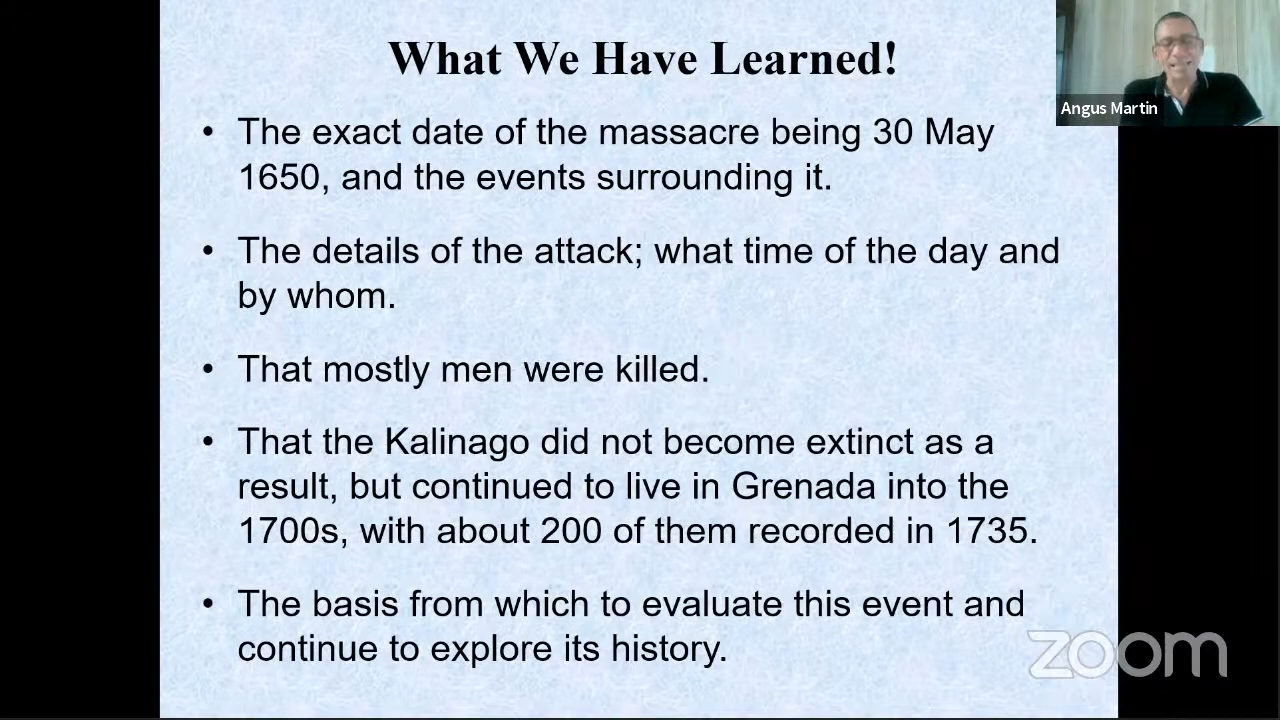 What We Have Learned!
Angus Martin
• The exact date of the massacre being 30 May
1650, and the events surrounding it.
• The details of the attack; what time of the day and
by whom.
• That mostly men were killed.
• That the Kalinago did not become extinct as a
result, but continued to live in Grenada into the
1700s, with about 200 of them recorded in 1735.
• The basis from which to evaluate this event and
continue to explore its history.
zoom